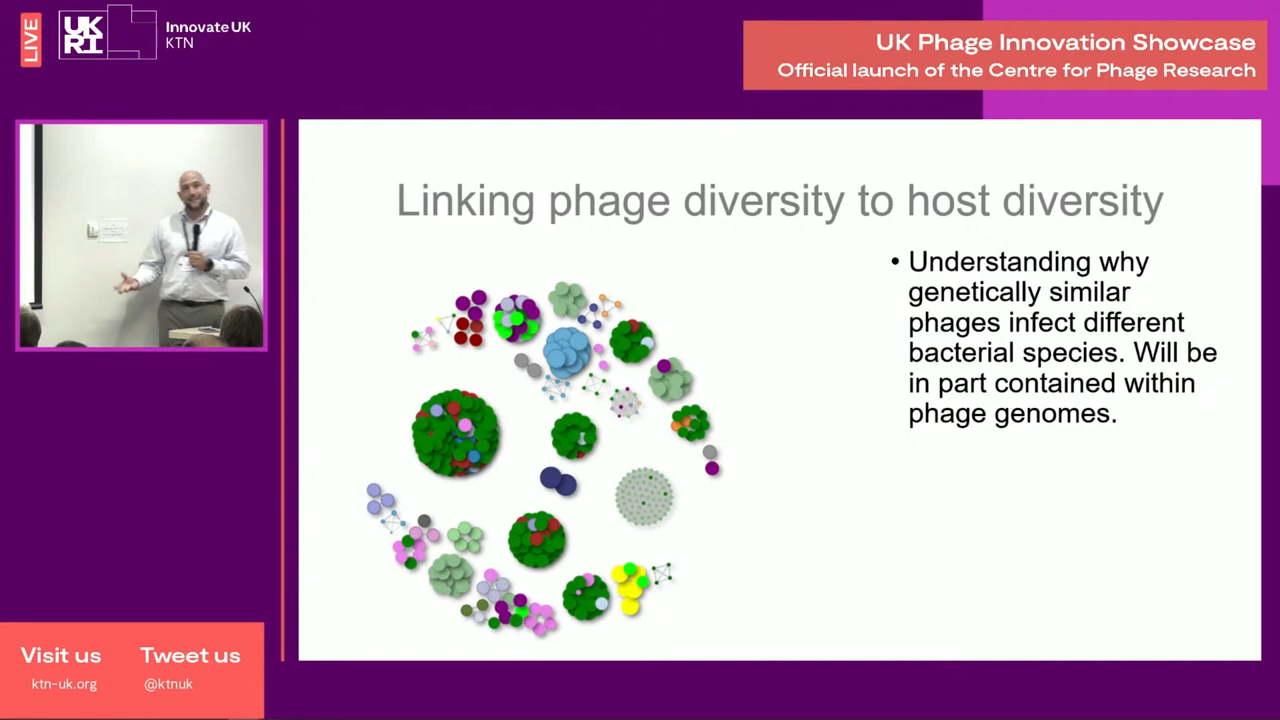 LIVE
UK
RI
Innovate UK
KTN
UK Phage Innovation Showcase
Official launch of the Centre for Phage Research
Linking phage diversity to host diversity
• Understanding why
genetically similar
phages infect different
bacterial species. Will be
in part contained within
phage genomes.
Visit us
ktn-uk.org
Tweet us
@ktnuk